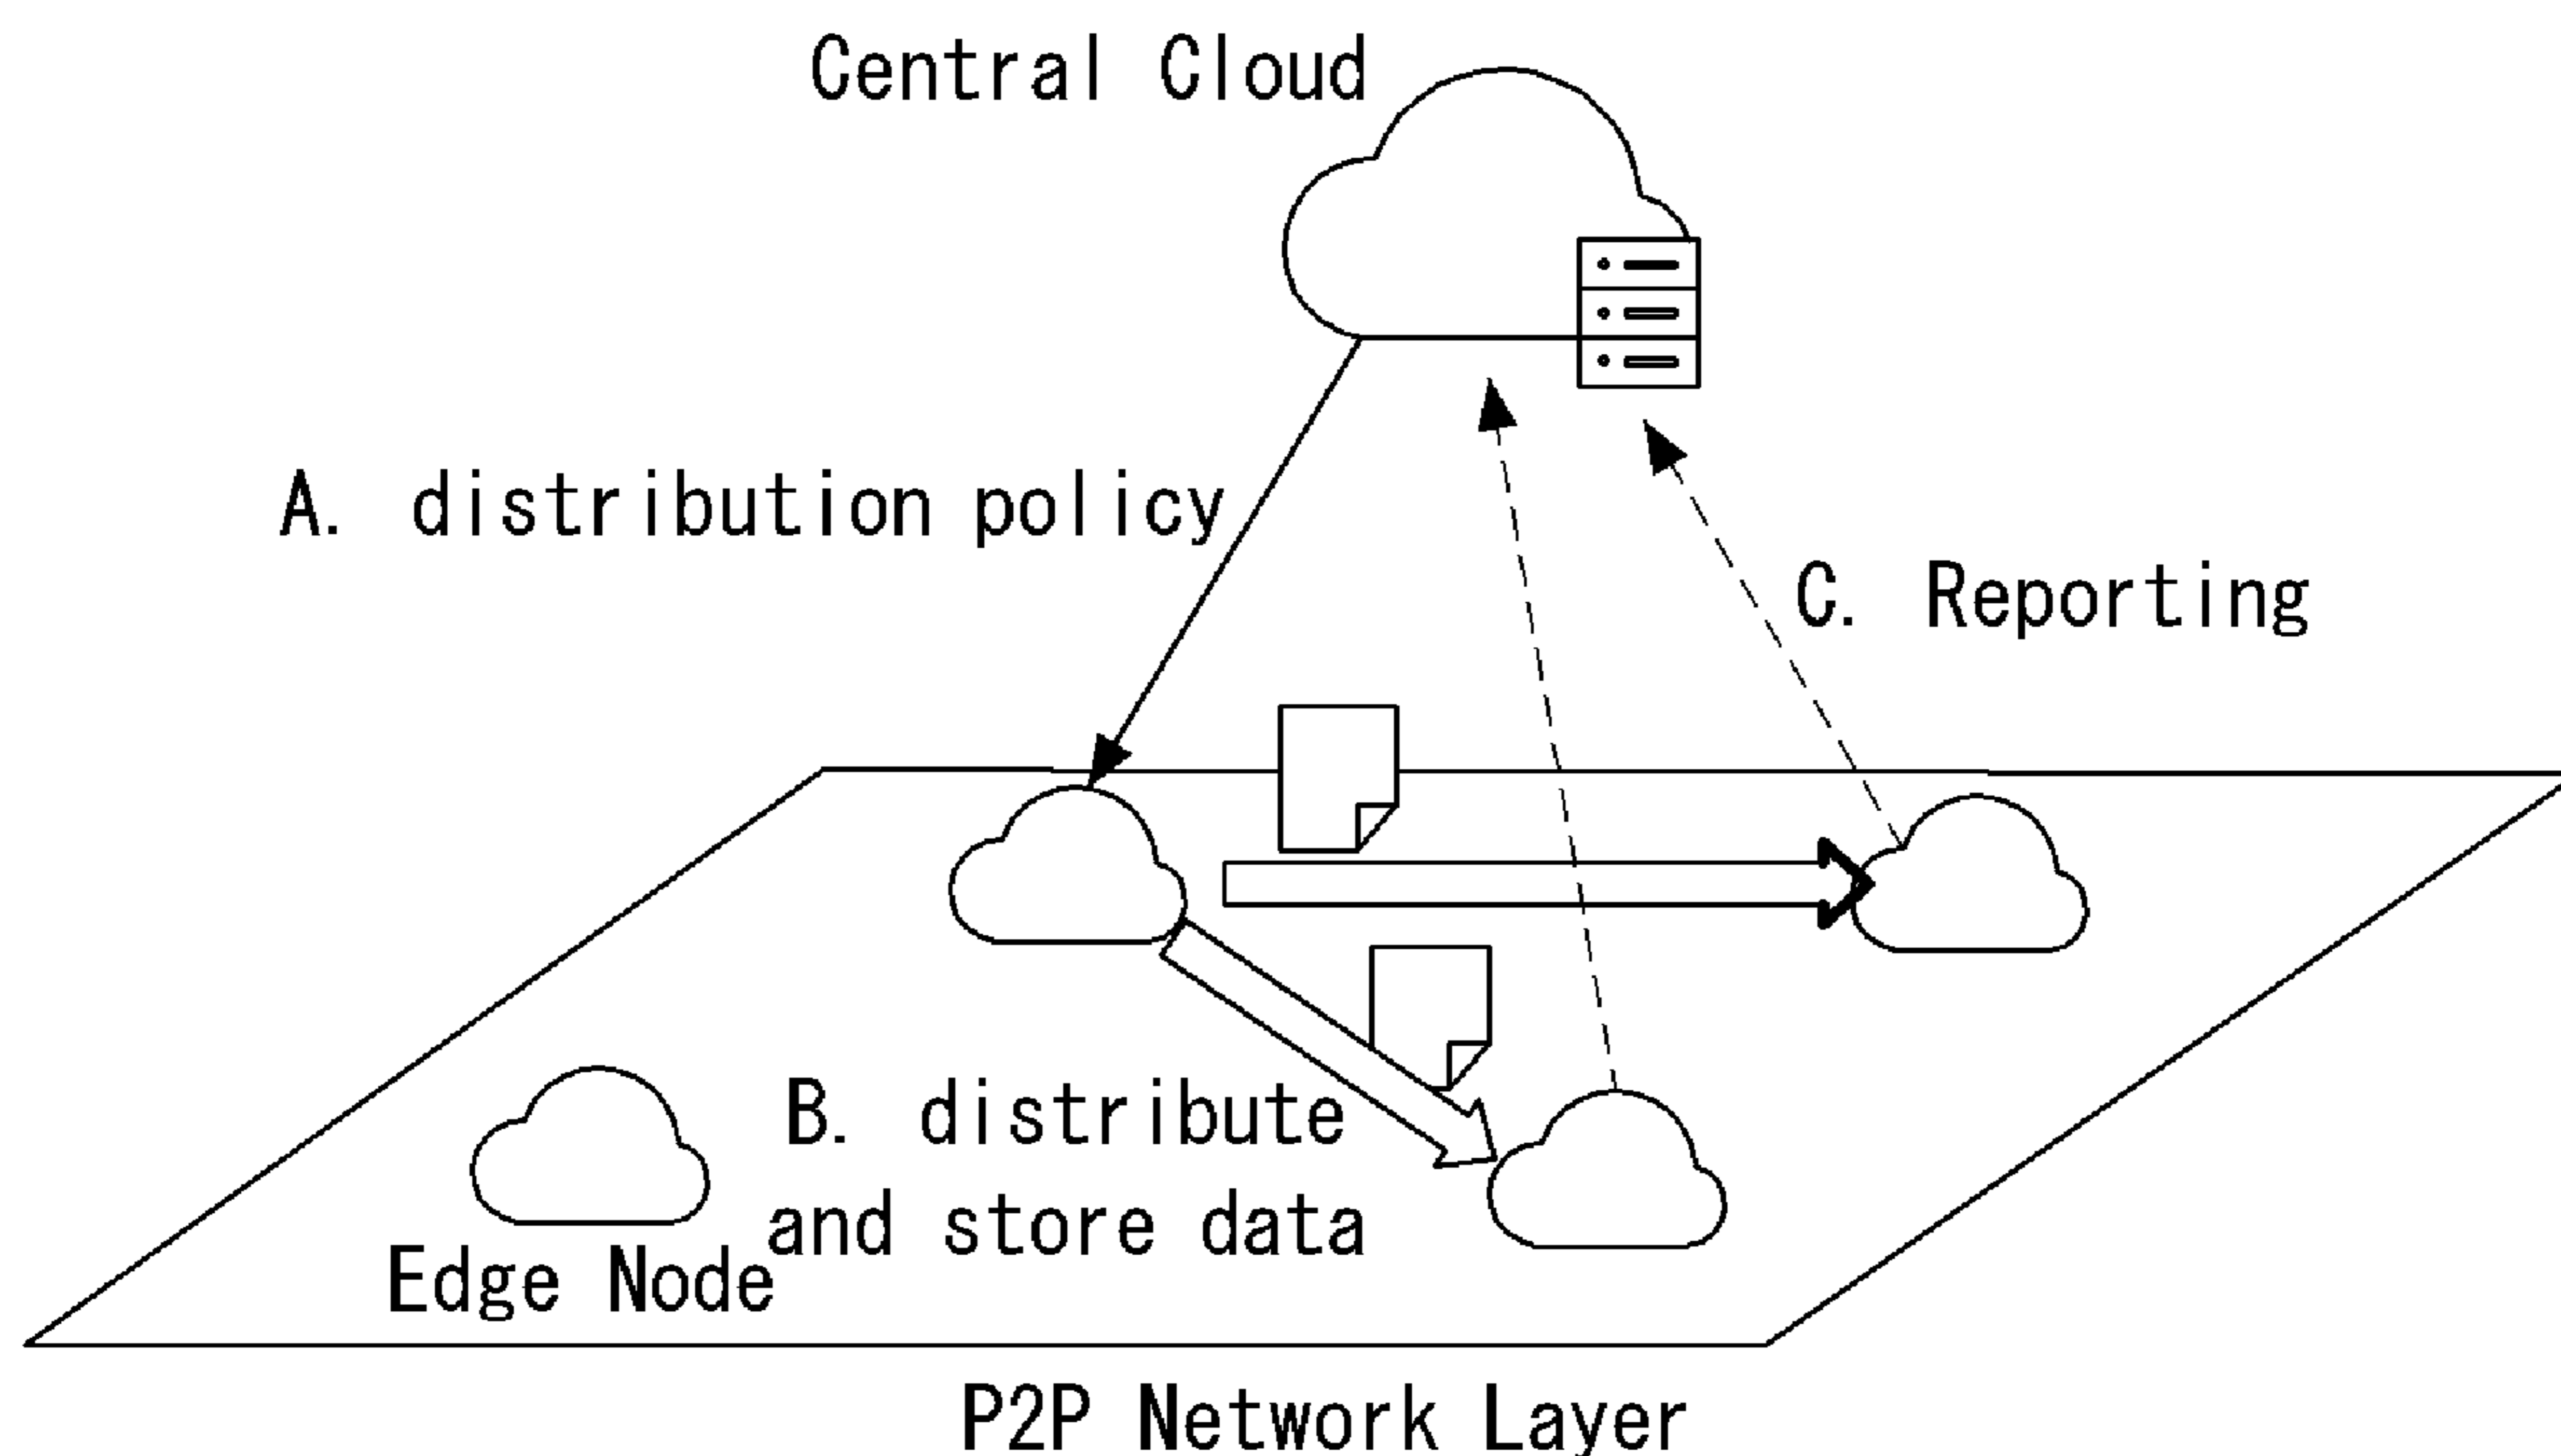 Central Cloud
A. distribution policy
C. Reporting
B. distribute
and store data
Edge Node
P2P Network Layer